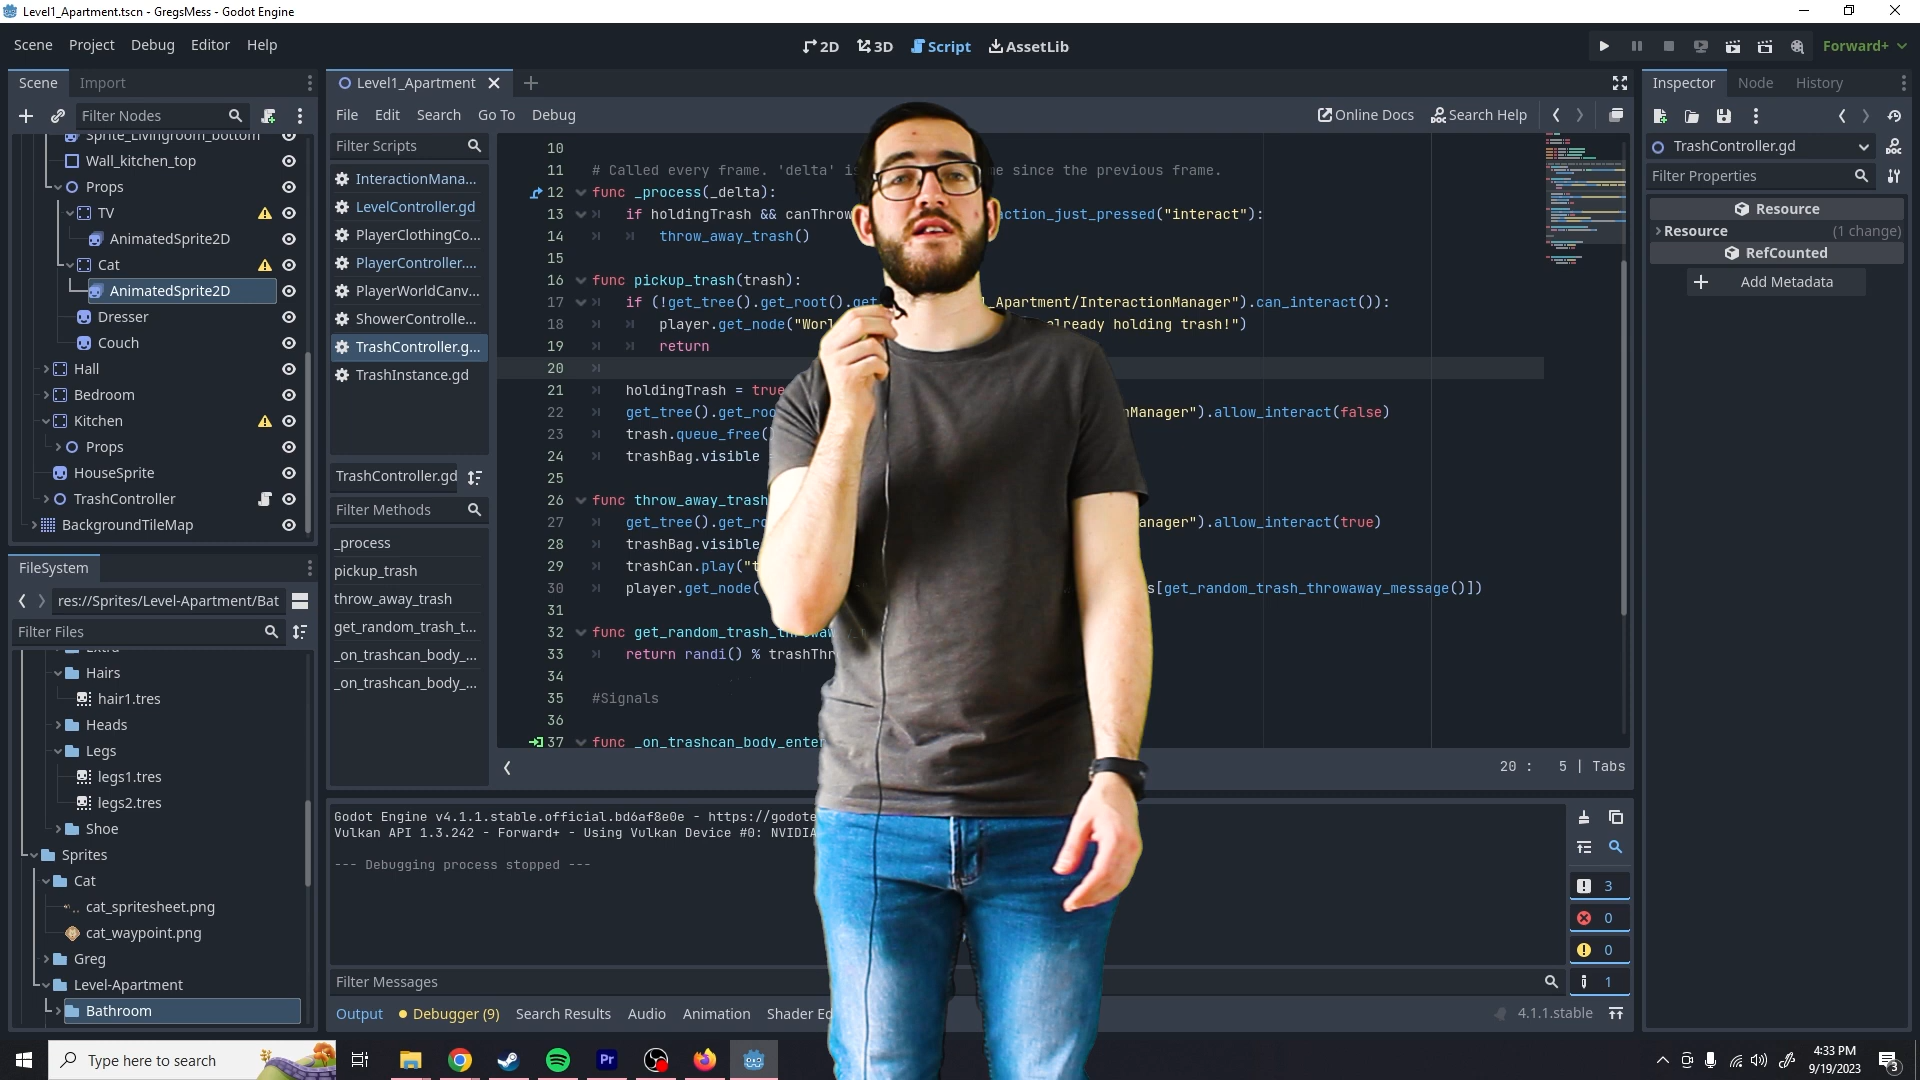 Level1_Apartment.tscn - GregsMess - Godot Engine
Scene Project Debug Editor Help
2D 3D Script AssetLib
Forward+
Scene Import
Filter Nodes
Sprite_Livingroom_bottom
Wall_kitchen_top
Props
TV
AnimatedSprite2D
Cat
AnimatedSprite2D
Dresser
Couch
Hall
Bedroom
Kitchen
Props
HouseSprite
TrashController
BackgroundTileMap
FileSystem
res://Sprites/Level-Apartment/Bat
Filter Files
Extra
Hairs
hair1.tres
Heads
Legs
legs1.tres
legs2.tres
Shoe
Sprites
Cat
cat_spritesheet.png
cat_waypoint.png
Greg
Level-Apartment
Bathroom
Level1_Apartment
File Edit Search Go To Debug
Online Docs Search Help
Filter Scripts
InteractionMana...
LevelController.gd
PlayerClothingCo...
PlayerController....
PlayerWorldCanv...
ShowerControlle...
TrashController.g...
TrashInstance.gd
TrashController.gd
Filter Methods
_process
pickup_trash
throw_away_trash
get_random_trash_t...
_on_trashcan_body_...
_on_trashcan_body_...
10
11 # Called every frame. 'delta' is since the previous frame.
12 func _process(_delta):
13 if holdingTrash && canThrow action_just_pressed("interact"):
14 throw_away_trash()
15
16 func pickup_trash(trash):
17 if (!get_tree().get_root().get _Apartment/InteractionManager").can_interact()):
18 player.get_node("Worl already holding trash!")
19 return
20
21 holdingTrash = true
22 get_tree().get_roo nManager").allow_interact(false)
23 trash.queue_free()
24 trashBag.visible
25
26 func throw_away_trash
27 get_tree().get_ro anager").allow_interact(true)
28 trashBag.visible
29 trashCan.play("t
30 player.get_node( s[get_random_trash_throwaway_message()])
31
32 func get_random_trash_throwaway_
33 return randi() % trashThr
34
35 #Signals
36
37 func _on_trashcan_body_enter
20 : 5 | Tabs
Godot Engine v4.1.1.stable.official.bd6af8e0e - https://godote
Vulkan API 1.3.242 - Forward+ - Using Vulkan Device #0: NVIDIA
--- Debugging process stopped ---
3
0
0
1
Filter Messages
Output Debugger (9) Search Results Audio Animation Shader Ed
4.1.1.stable
Inspector Node History
TrashController.gd
DOC
Filter Properties
Resource
Resource (1 change)
RefCounted
Add Metadata
Type here to search
Pr
4:33 PM
9/19/2023
3